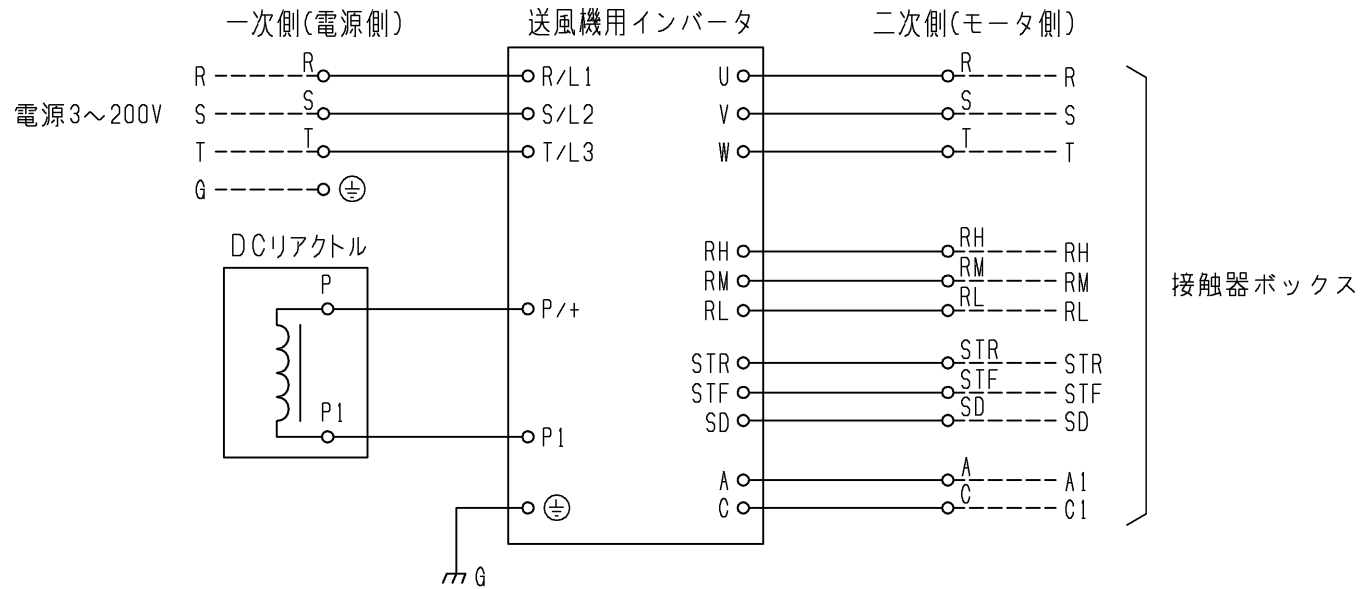 一次側(電源側)
送風機用インバータ
二次側(モータ側)
電源3～200V
R
R
R/L1
U
R
R
S
S
S/L2
V
S
S
T
T
T/L3
W
T
T
G
DCリアクトル
P
P/+
P1
P1
G
RH
RH
RH
RM
RM
RM
RL
RL
RL
STR
STR
STR
STF
STF
STF
SD
SD
SD
A
A
A1
C
C
C1
接触器ボックス